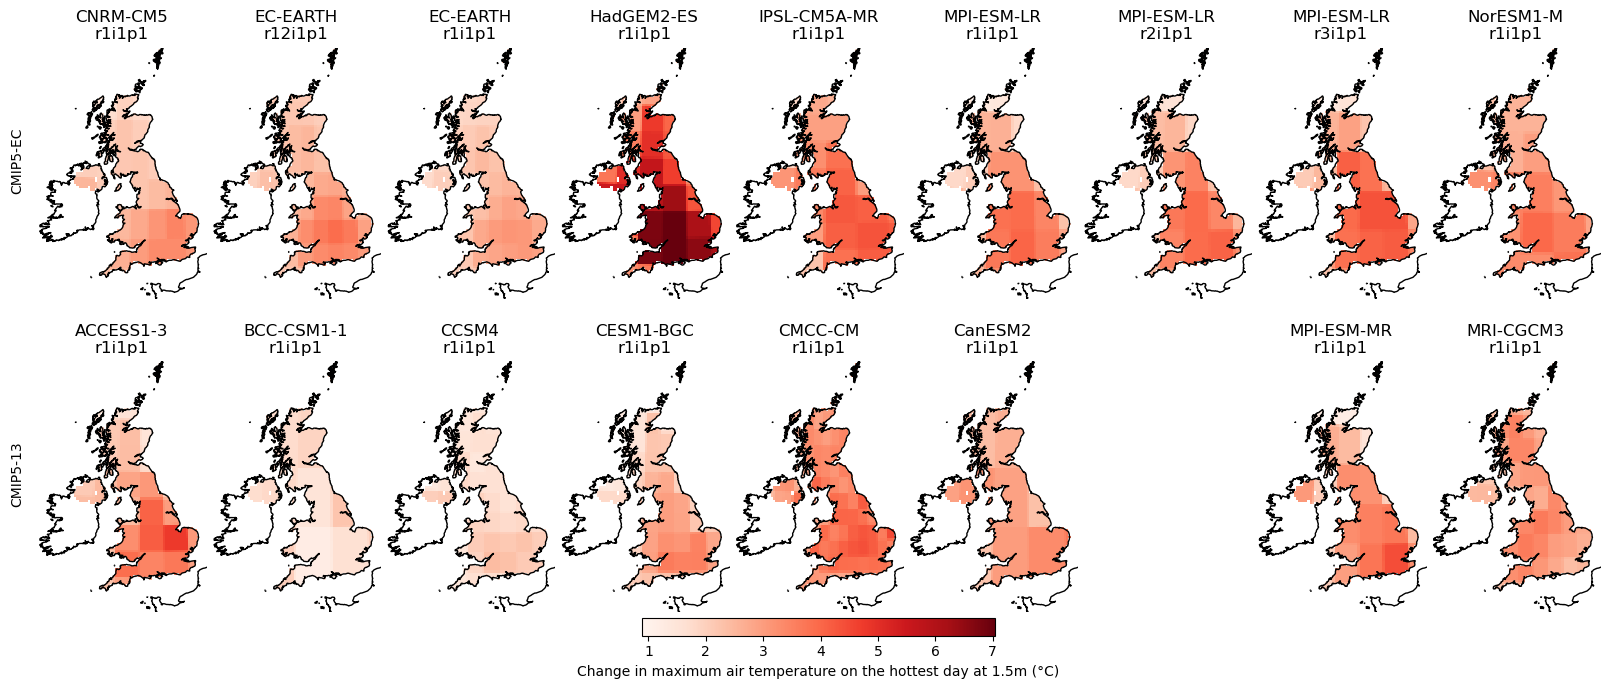 CNRM-CM5
r1i1p1
EC-EARTH
r12i1p1
EC-EARTH
r1i1p1
HadGEM2-ES
r1i1p1
IPSL-CM5A-MR
r1i1p1
MPI-ESM-LR
r1i1p1
MPI-ESM-LR
r2i1p1
MPI-ESM-LR
r3i1p1
NorESM1-M
r1i1p1
CMIP5-EC
ACCESS1-3
r1i1p1
BCC-CSM1-1
r1i1p1
CCSM4
r1i1p1
CESM1-BGC
r1i1p1
CMCC-CM
r1i1p1
CanESM2
r1i1p1
MPI-ESM-MR
r1i1p1
MRI-CGCM3
r1i1p1
CMIP5-13
1 2 3 4 5 6 7
Change in maximum air temperature on the hottest day at 1.5m (°C)